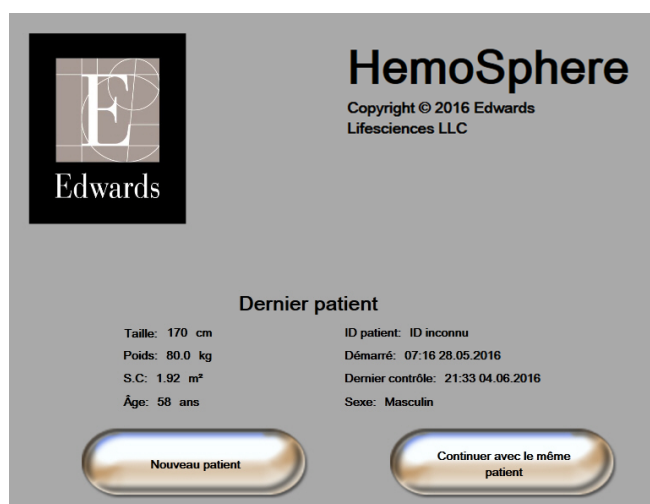 E
Edwards
HemoSphere
Copyright © 2016 Edwards
Lifesciences LLC
Dernier patient
Taille: 170 cm
Poids: 80.0 kg
S.C: 1.92 m²
Âge: 58 ans
ID patient: ID inconnu
Démarré: 07:16 28.05.2016
Dernier contrôle: 21:33 04.06.2016
Sexe: Masculin
Nouveau patient
Continuer avec le même
patient